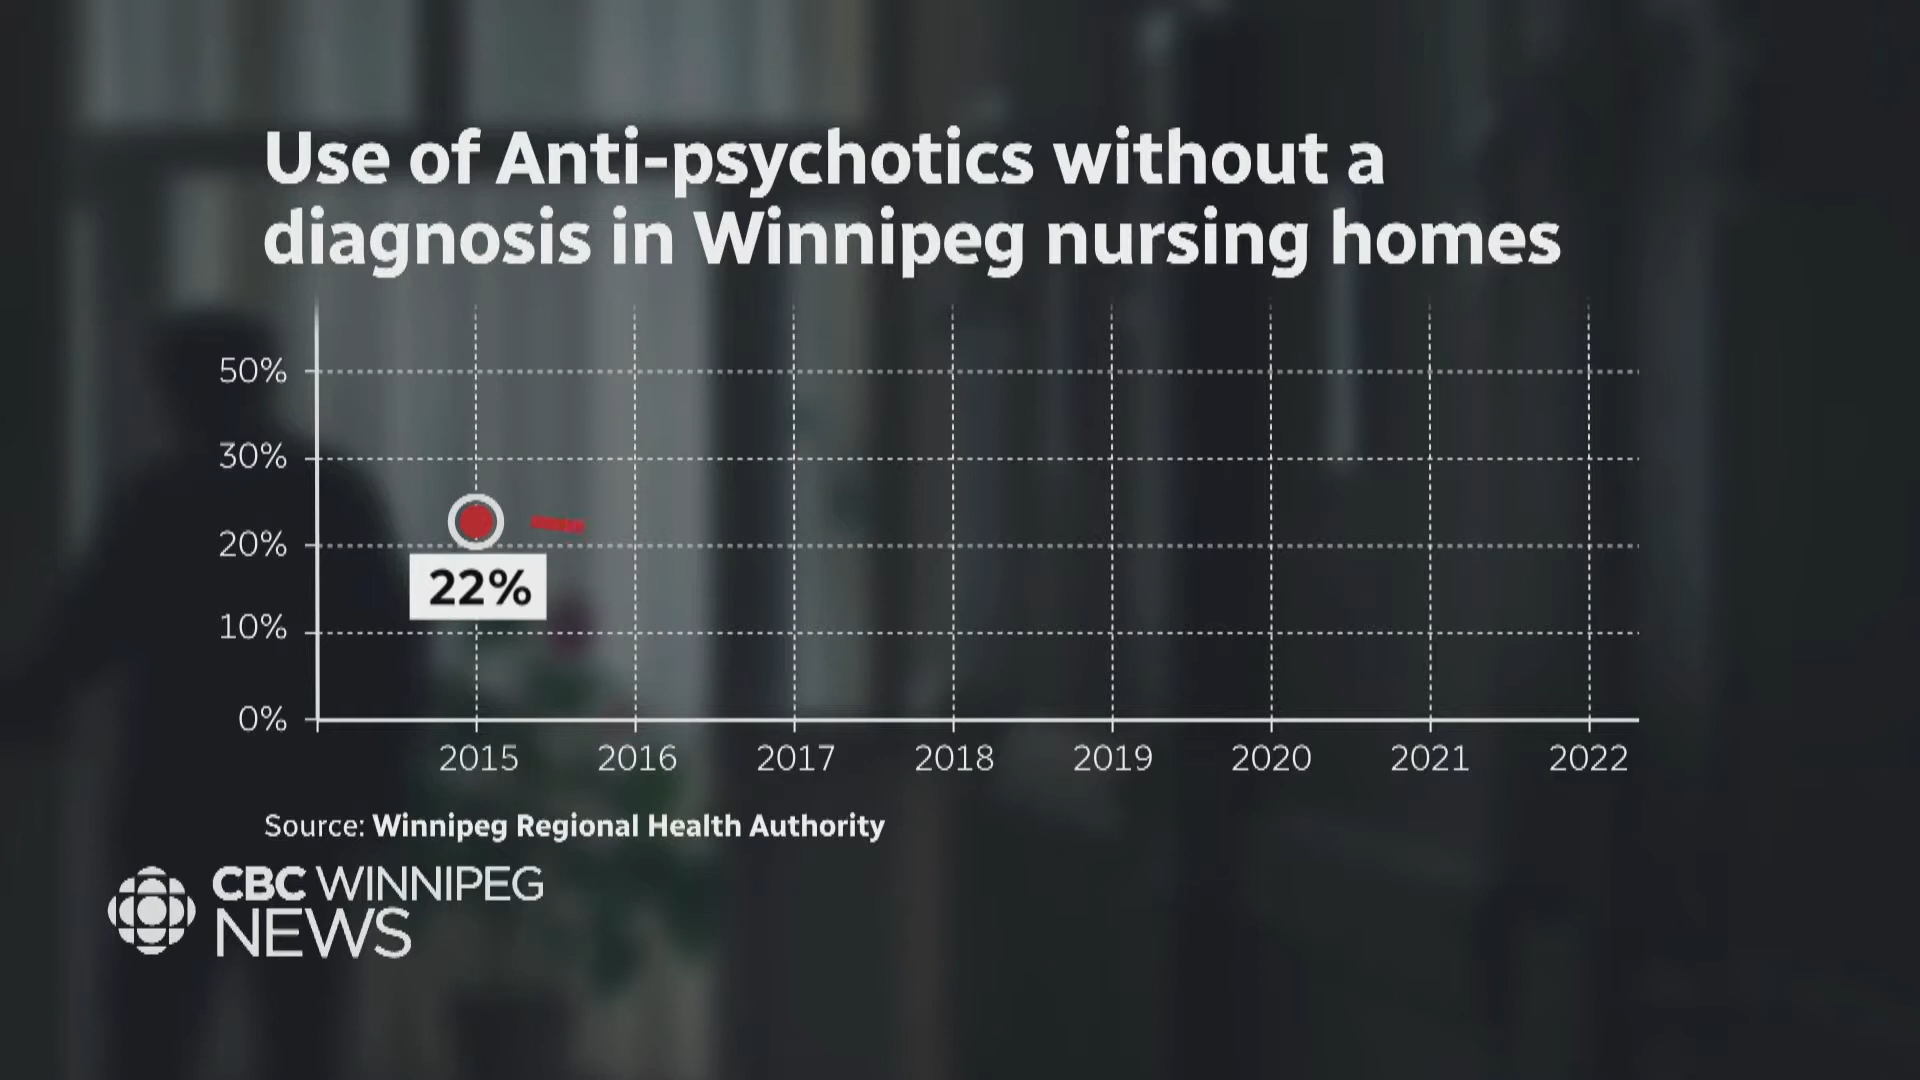 Use of Anti-psychotics without a
diagnosis in Winnipeg nursing homes
50%
30%
20%
22%
10%
0%
2015 2016 2017 2018 2019 2020 2021 2022
Source: Winnipeg Regional Health Authority
CBC WINNIPEG
NEWS